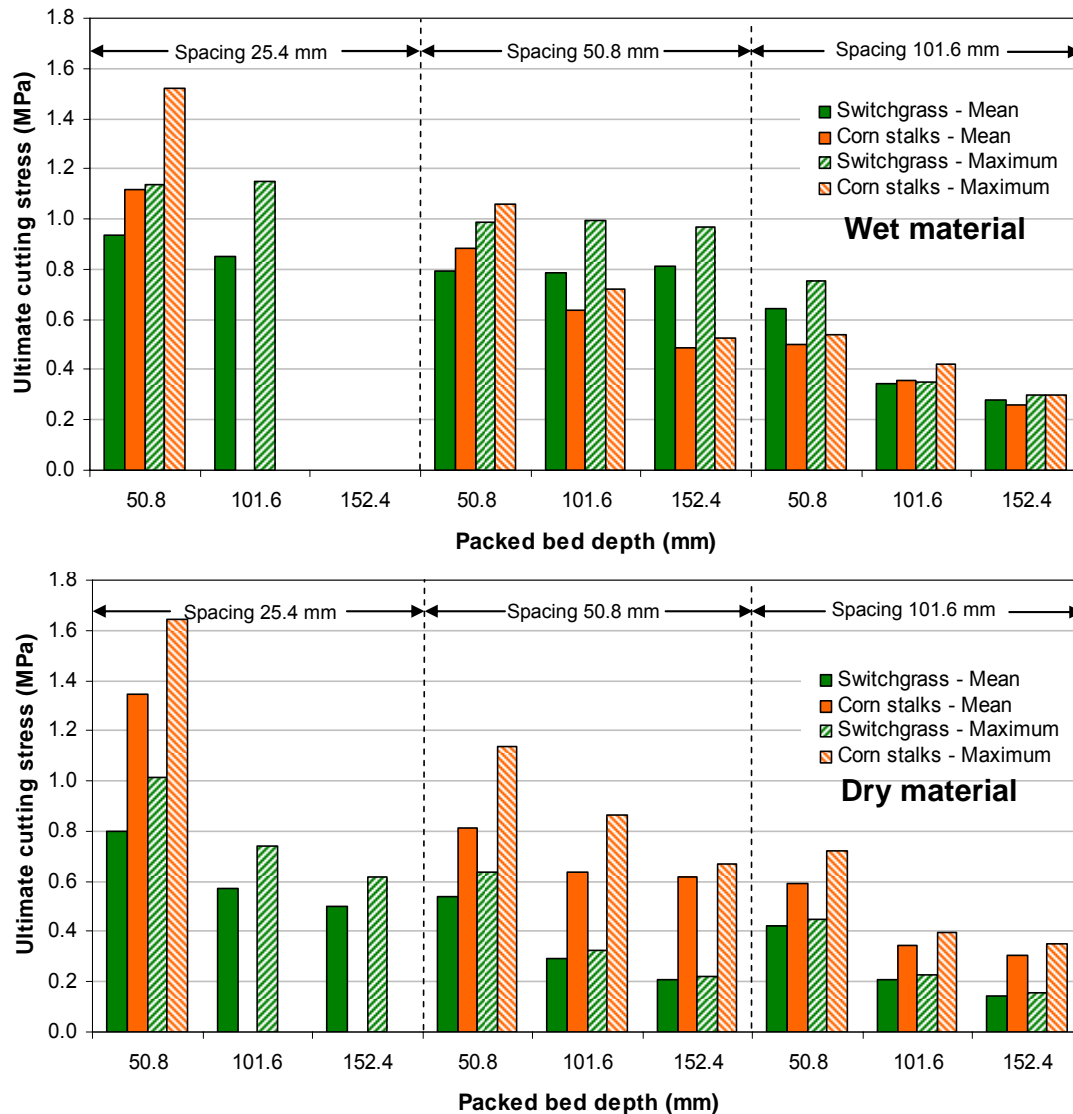 1.8
1.6
1.4
1.2
1.0
0.8
0.6
0.4
0.2
0.0
Ultimate cutting stress (MPa)
Spacing 25.4 mm
Spacing 50.8 mm
Spacing 101.6 mm
Switchgrass - Mean
Corn stalks - Mean
Switchgrass - Maximum
Corn stalks - Maximum
Wet material
50.8 101.6 152.4 50.8 101.6 152.4 50.8 101.6 152.4
Packed bed depth (mm)
1.8
1.6
1.4
1.2
1.0
0.8
0.6
0.4
0.2
0.0
Ultimate cutting stress (MPa)
Spacing 25.4 mm
Spacing 50.8 mm
Spacing 101.6 mm
Switchgrass - Mean
Corn stalks - Mean
Switchgrass - Maximum
Corn stalks - Maximum
Dry material
50.8 101.6 152.4 50.8 101.6 152.4 50.8 101.6 152.4
Packed bed depth (mm)